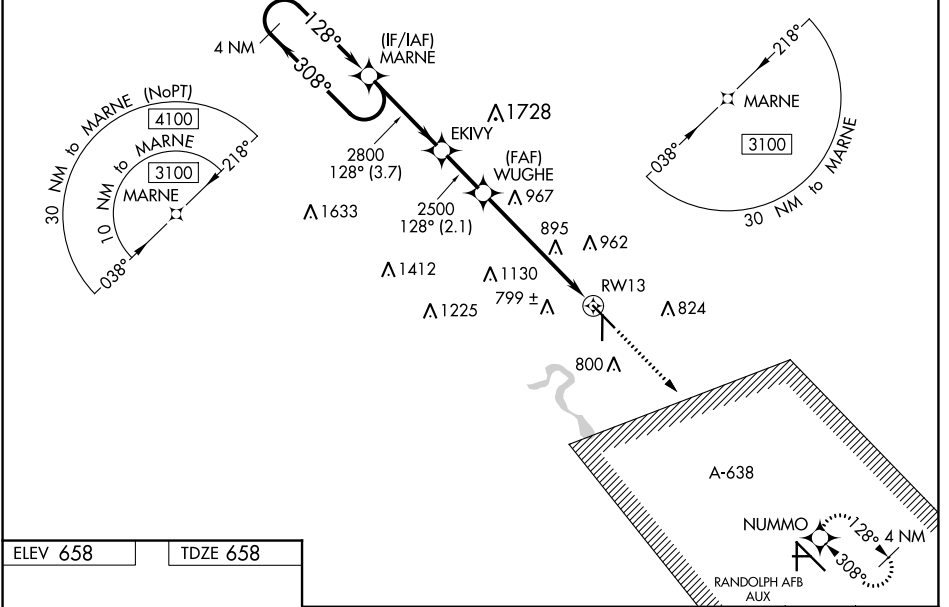 128°
308°
4 NM
(IF/IAF)
MARNE
2800
128° (3.7)
EKIVY
2500
128° (2.1)
(FAF)
WUGHE
1728
967
1633
895
962
1412
1130
799 ±
1225
RW13
824
800
30 NM to MARNE (NoPT)
4100
10 NM to MARNE
3100
MARNE
218°
038°
218°
MARNE
038°
3100
30 NM to MARNE
A-638
NUMMO
128°
4 NM
308°
RANDOLPH AFB
AUX
ELEV 658
TDZE 658